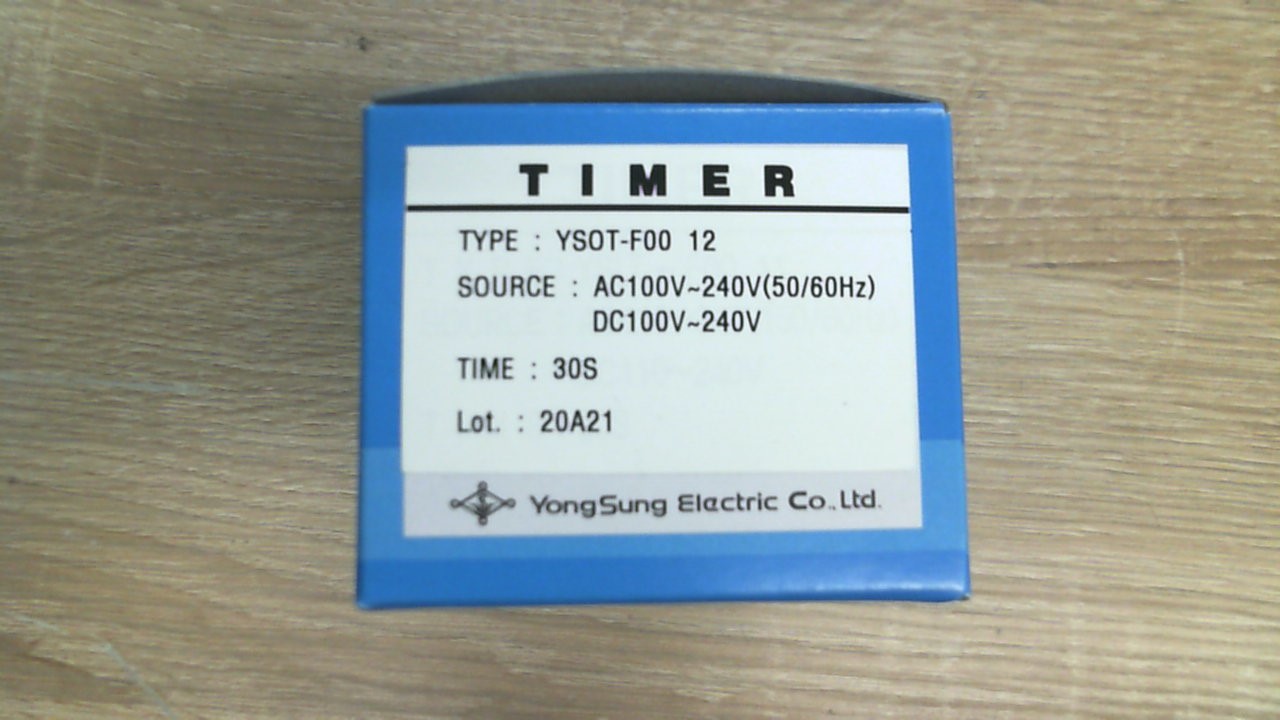 TIMER
TYPE : YSOT-F00 12
SOURCE : AC100V~240V(50/60Hz)
DC100V~240V
TIME : 30S
Lot. : 20A21
YongSung Electric Co.,Ltd.